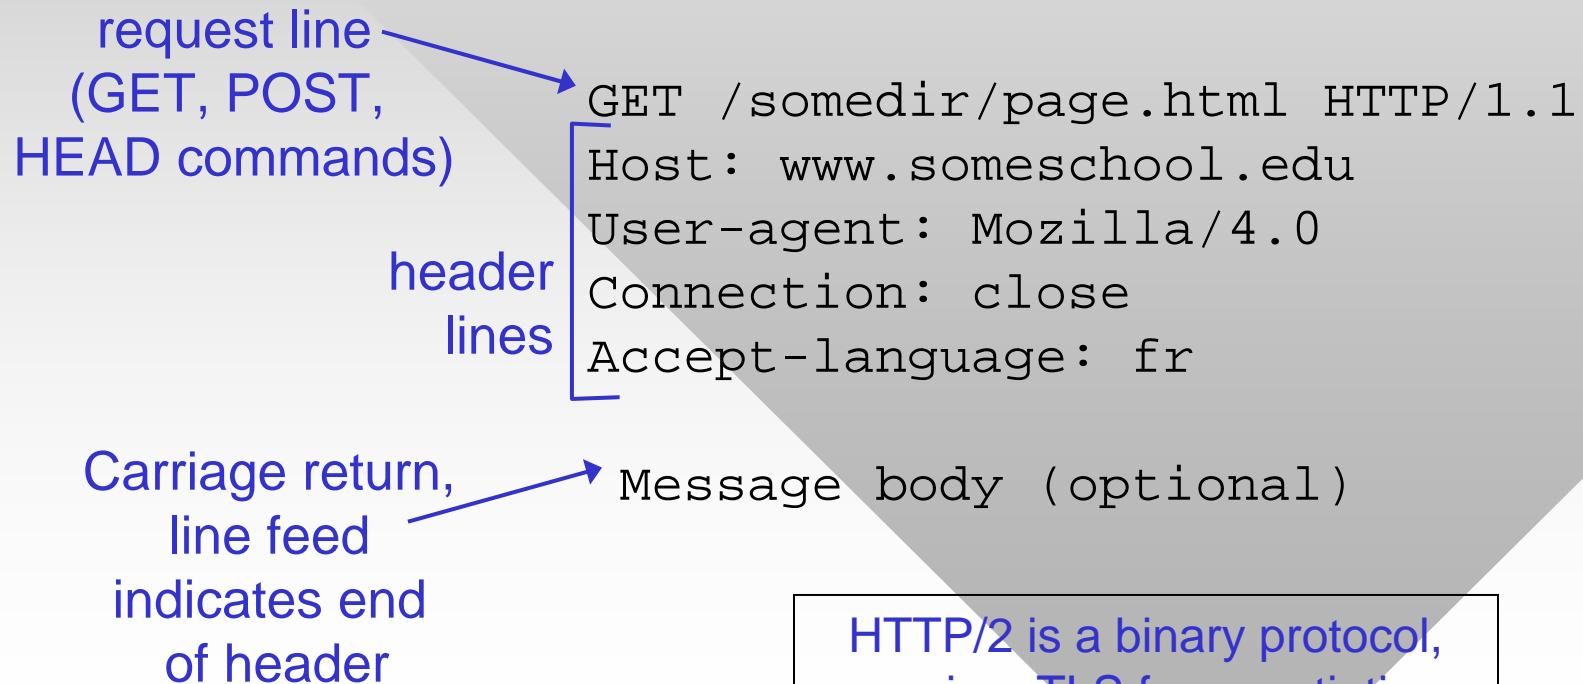 request line
(GET, POST,
HEAD commands)
GET /somedir/page.html HTTP/1.1
Host: www.someschool.edu
User-agent: Mozilla/4.0
Connection: close
Accept-language: fr
header
lines
Carriage return,
line feed
indicates end
of header
Message body (optional)
HTTP/2 is a binary protocol,
TLS for